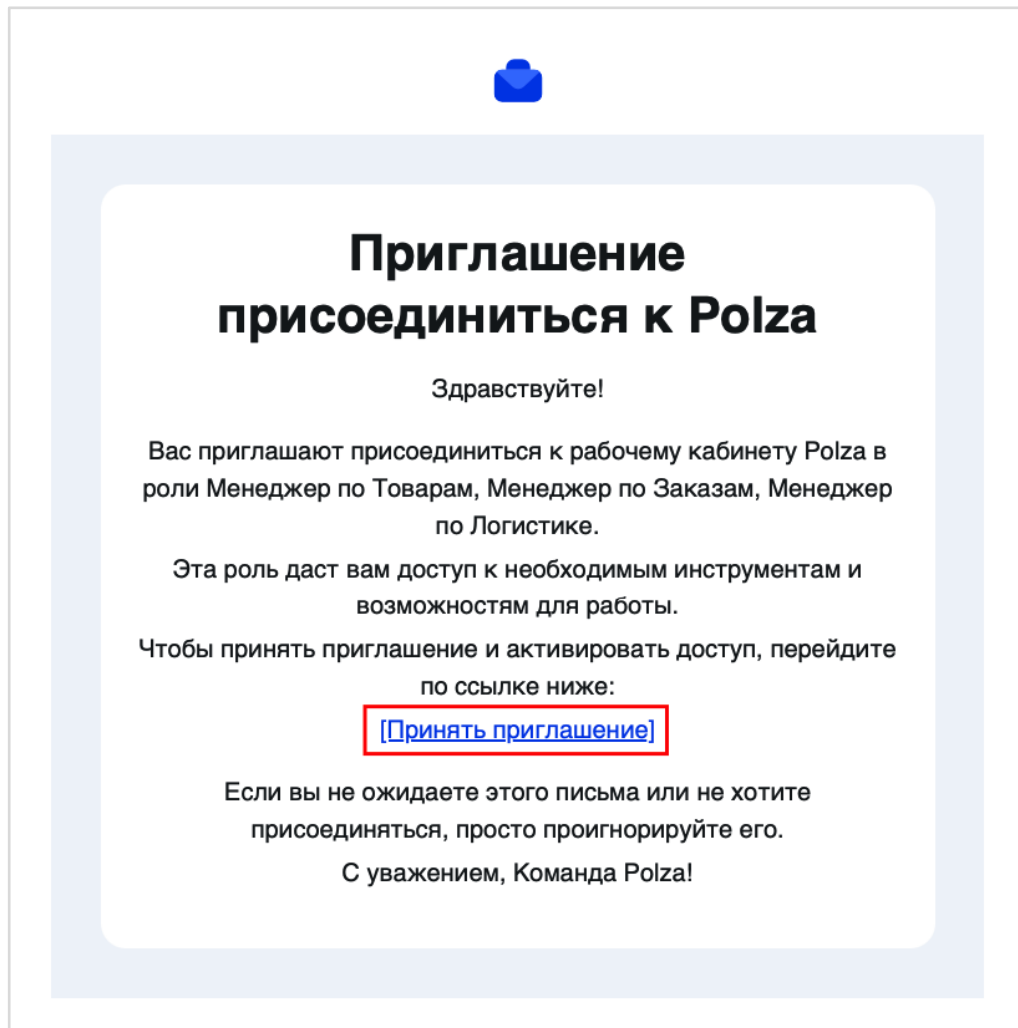 Приглашение
присоединиться к Polza
Здравствуйте!
Вас приглашают присоединиться к рабочему кабинету Polza в
роли Менеджер по Товарам, Менеджер по Заказам, Менеджер
по Логистике.
Эта роль даст вам доступ к необходимым инструментам и
возможностям для работы.
Чтобы принять приглашение и активировать доступ, перейдите
по ссылке ниже:
[Принять приглашение]
Если вы не ожидаете этого письма или не хотите
присоединяться, просто проигнорируйте его.
С уважением, Команда Polza!